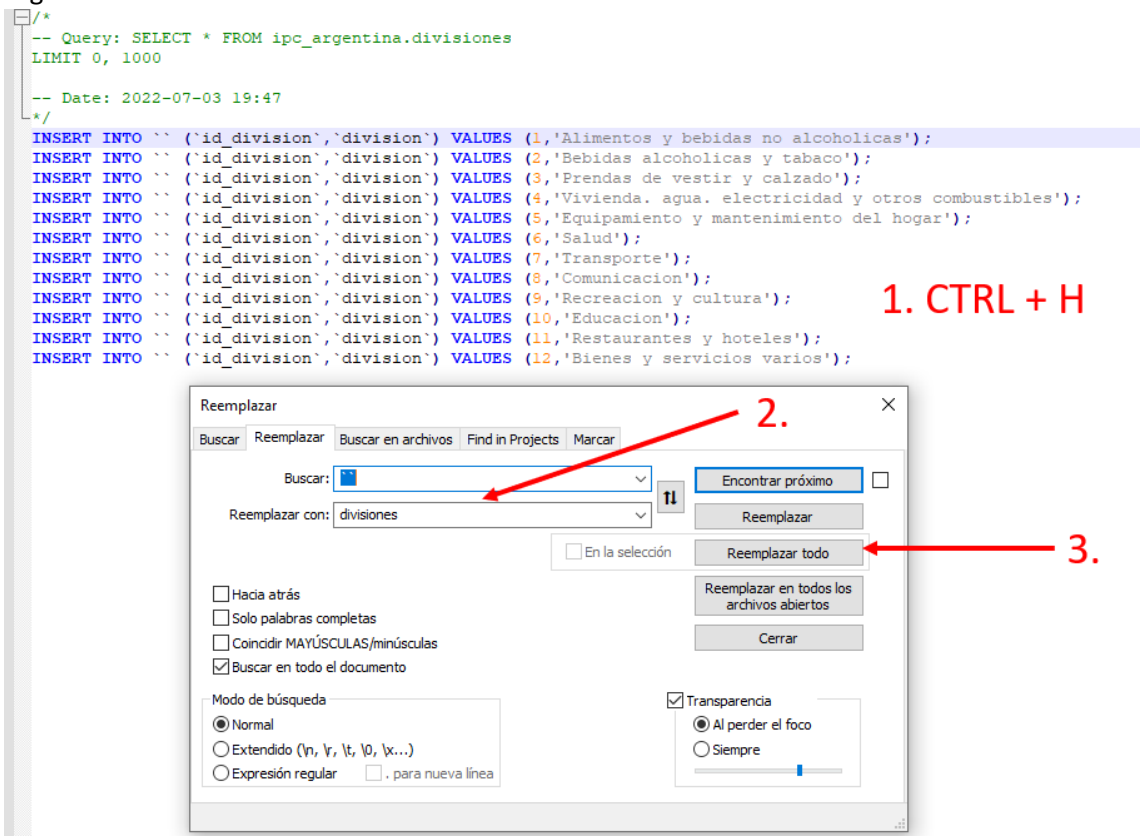 /*
-- Query: SELECT * FROM ipc_argentina.divisiones
LIMIT 0, 1000
-- Date: 2022-07-03 19:47
*/
INSERT INTO `` (`id_division`,`division`) VALUES (1,'Alimentos y bebidas no alcoholicas');
INSERT INTO `` (`id_division`,`division`) VALUES (2,'Bebidas alcoholicas y tabaco');
INSERT INTO `` (`id_division`,`division`) VALUES (3,'Prendas de vestir y calzado');
INSERT INTO `` (`id_division`,`division`) VALUES (4,'Vivienda. agua. electricidad y otros combustibles');
INSERT INTO `` (`id_division`,`division`) VALUES (5,'Equipamiento y mantenimiento del hogar');
INSERT INTO `` (`id_division`,`division`) VALUES (6,'Salud');
INSERT INTO `` (`id_division`,`division`) VALUES (7,'Transporte');
INSERT INTO `` (`id_division`,`division`) VALUES (8,'Comunicacion');
INSERT INTO `` (`id_division`,`division`) VALUES (9,'Recreacion y cultura');
INSERT INTO `` (`id_division`,`division`) VALUES (10,'Educacion');
INSERT INTO `` (`id_division`,`division`) VALUES (11,'Restaurantes y hoteles');
INSERT INTO `` (`id_division`,`division`) VALUES (12,'Bienes y servicios varios');
1. CTRL + H
Reemplazar
2.
Buscar Reemplazar Buscar en archivos Find in Projects Marcar
Buscar: `` Encontrar próximo
Reemplazar con: divisiones Reemplazar
En la selección Reemplazar todo
3.
Hacia atrás
Reemplazar en todos los
archivos abiertos
Solo palabras completas
Coincidir MAYÚSCULAS/minúsculas
Cerrar
Buscar en todo el documento
Modo de búsqueda
Normal
Extendido (\n, \r, \t, \0, \x...)
Expresión regular . para nueva línea
Transparencia
Al perder el foco
Siempre